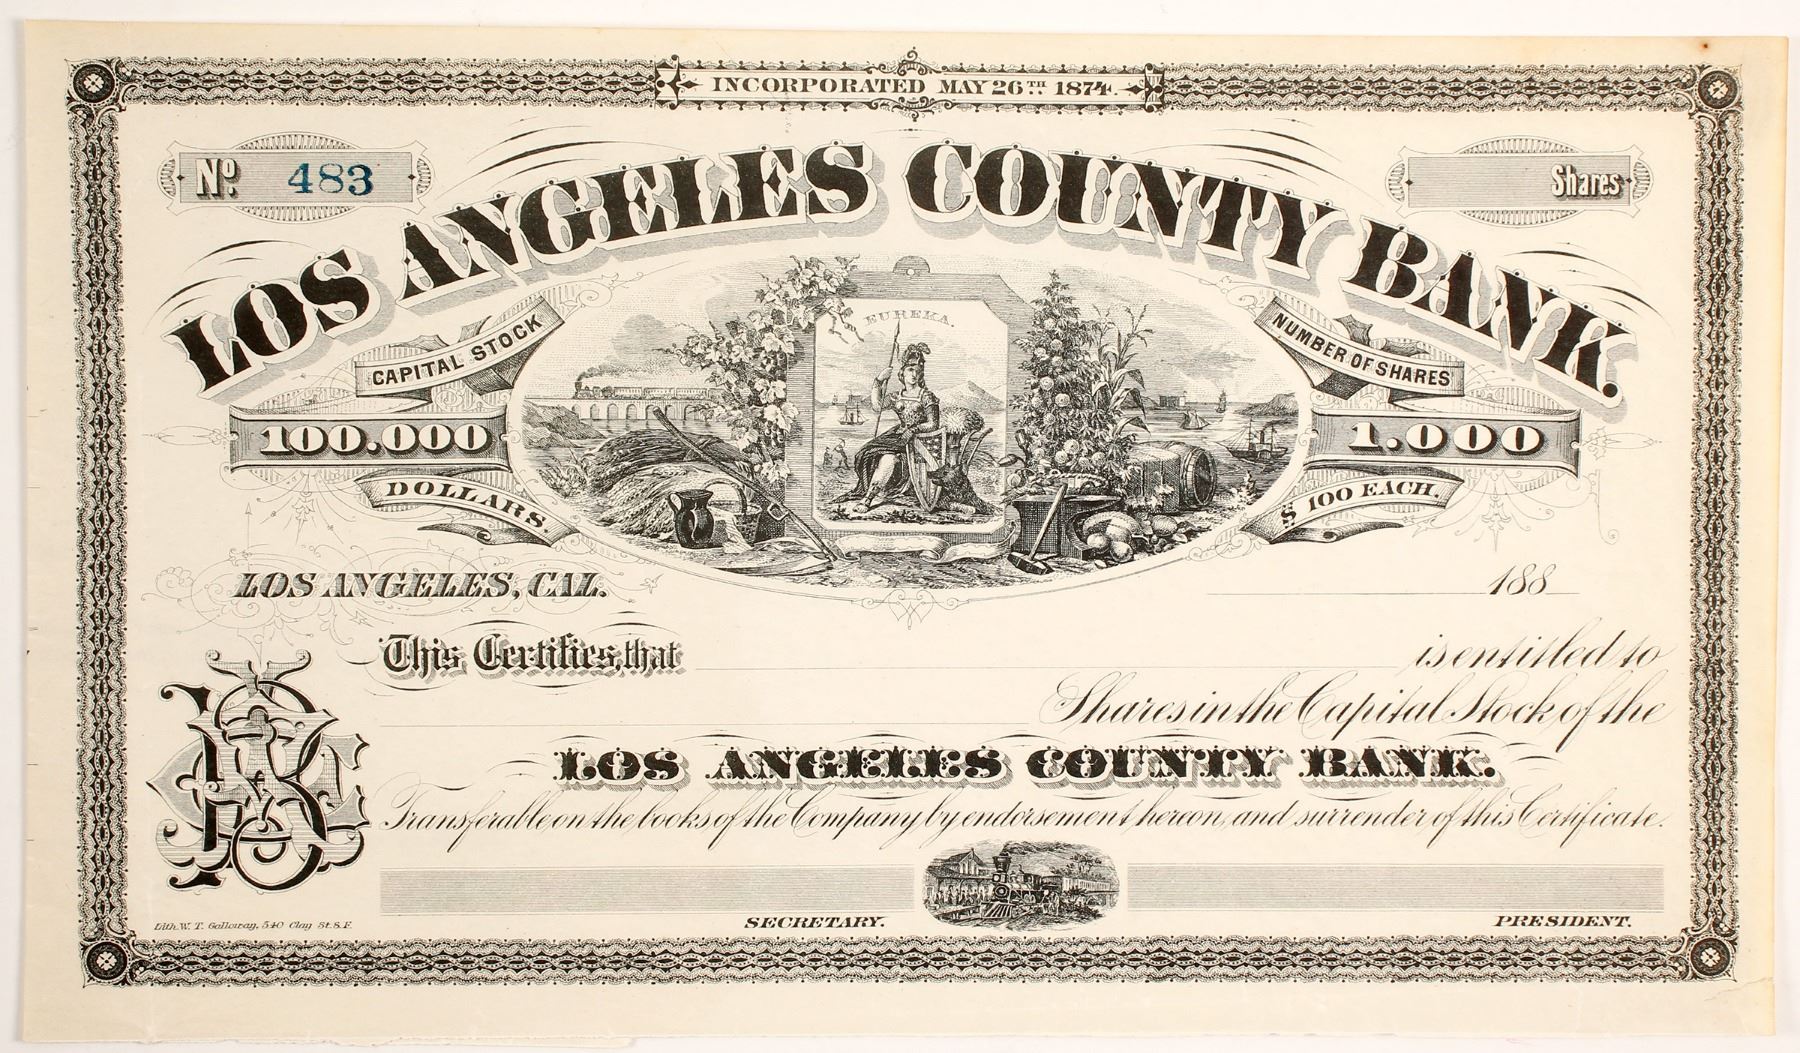 INCORPORATED MAY 26TH 1874.
No. 483
Shares
LOS ANGELES COUNTY BANK.
CAPITAL STOCK
100.000
DOLLARS
NUMBER OF SHARES
1.000
$100 EACH.
EUREKA.
LOS ANGELES, CAL.
188
This Certifies, that
is entitled to
Shares in the Capital Stock of the
LOS ANGELES COUNTY BANK.
Transferable on the books of the Company by endorsement hereon, and surrender of this Certificate.
SECRETARY.
PRESIDENT.
Lith. W. T. Galloway, 540 Clay St. S.F.